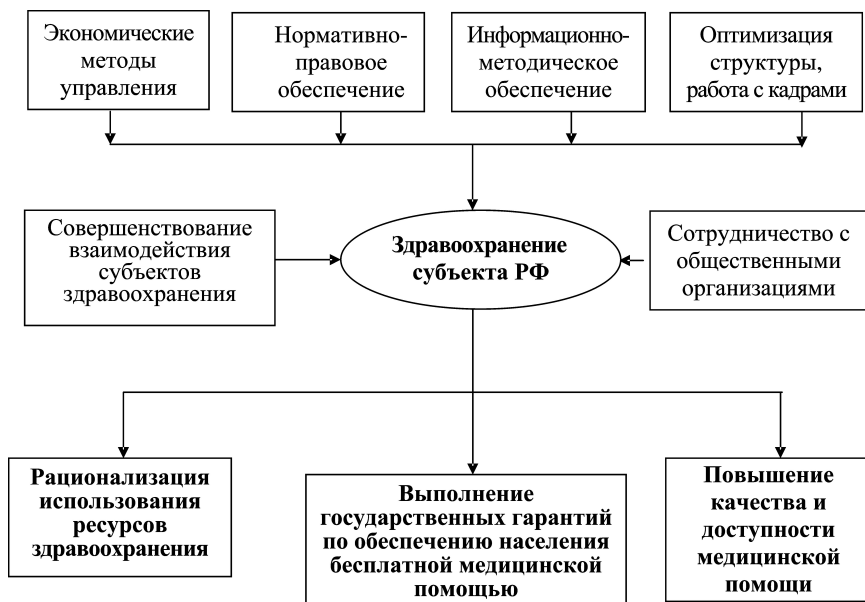 Экономические
методы
управления
Нормативно-
правовое
обеспечение
Информационно-
методическое
обеспечение
Оптимизация
структуры,
работа с кадрами
Совершенствование
взаимодействия
субъектов
здравоохранения
Здравоохранение
субъекта РФ
Сотрудничество с
общественными
организациями
Рационализация
использования
ресурсов
здравоохранения
Выполнение
государственных гарантий
по обеспечению населения
бесплатной медицинской
помощью
Повышение
качества и
доступности
медицинской
помощи